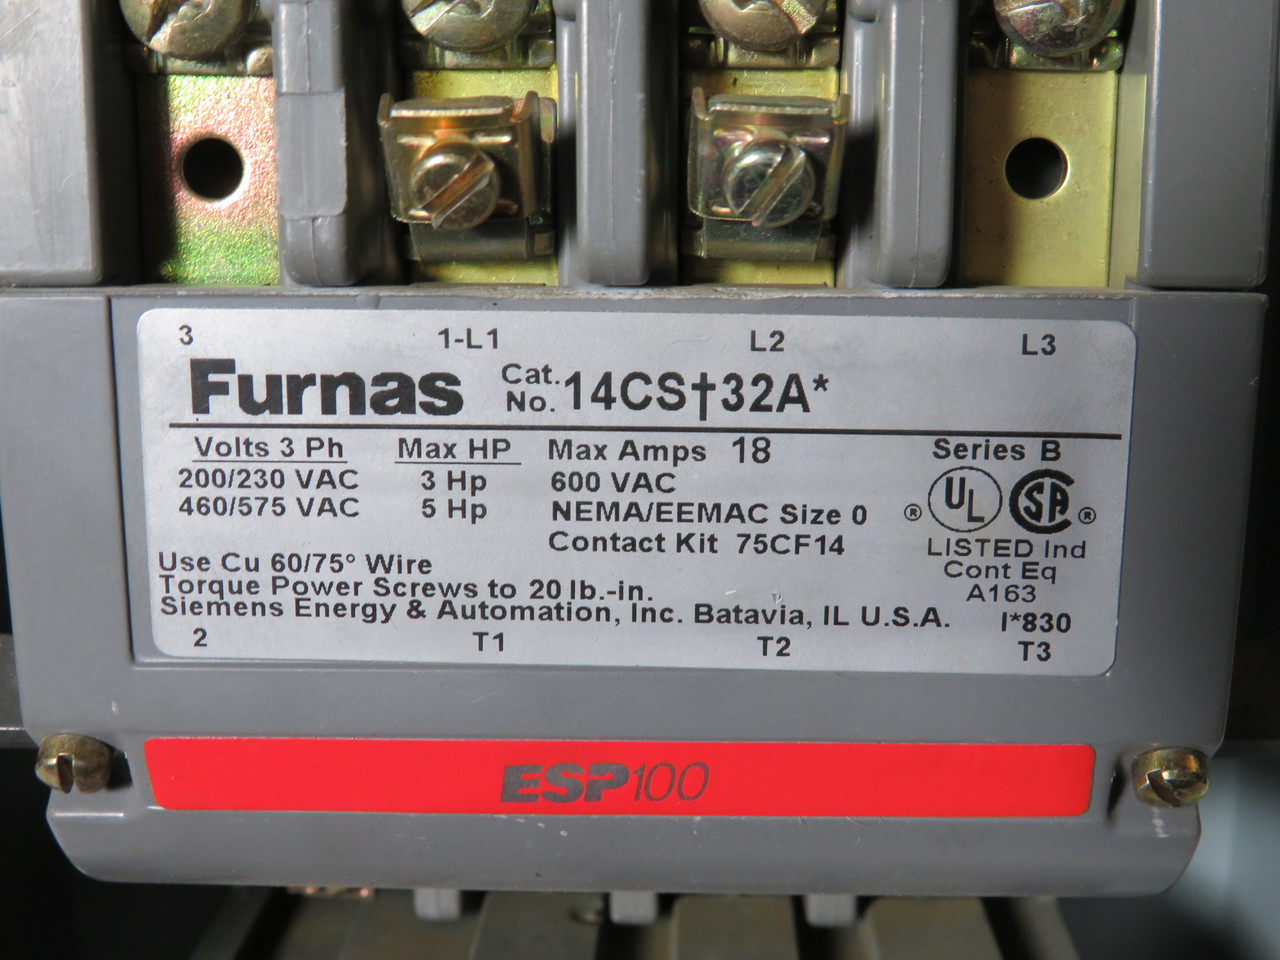 3 1-L1 L2 L3
Furnas Cat. No. 14CS†32A*
Volts 3 Ph Max HP Max Amps 18 Series B
200/230 VAC 3 Hp 600 VAC
460/575 VAC 5 Hp NEMA/EEMAC Size 0 ® UL SA ®
Contact Kit 75CF14 LISTED Ind
Use Cu 60/75° Wire Cont Eq
Torque Power Screws to 20 lb.-in. A163
Siemens Energy & Automation, Inc. Batavia, IL U.S.A. I*830
2 T1 T2 T3
ESP100